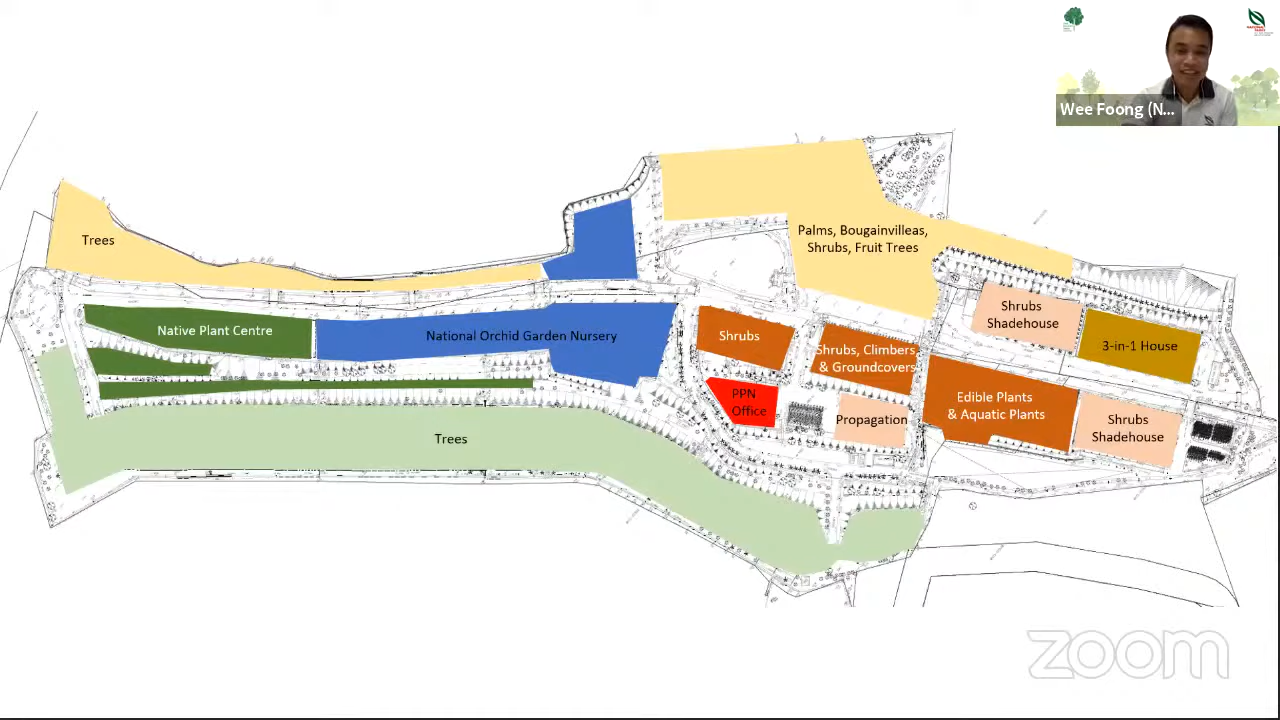 Wee Foong (N...
Trees
Palms, Bougainvilleas,
Shrubs, Fruit Trees
Native Plant Centre
National Orchid Garden Nursery
Shrubs
Shrubs, Climbers
& Groundcovers
Shrubs
Shadehouse
3-in-1 House
PPN
Office
Propagation
Edible Plants
& Aquatic Plants
Shrubs
Shadehouse
Trees
zoom